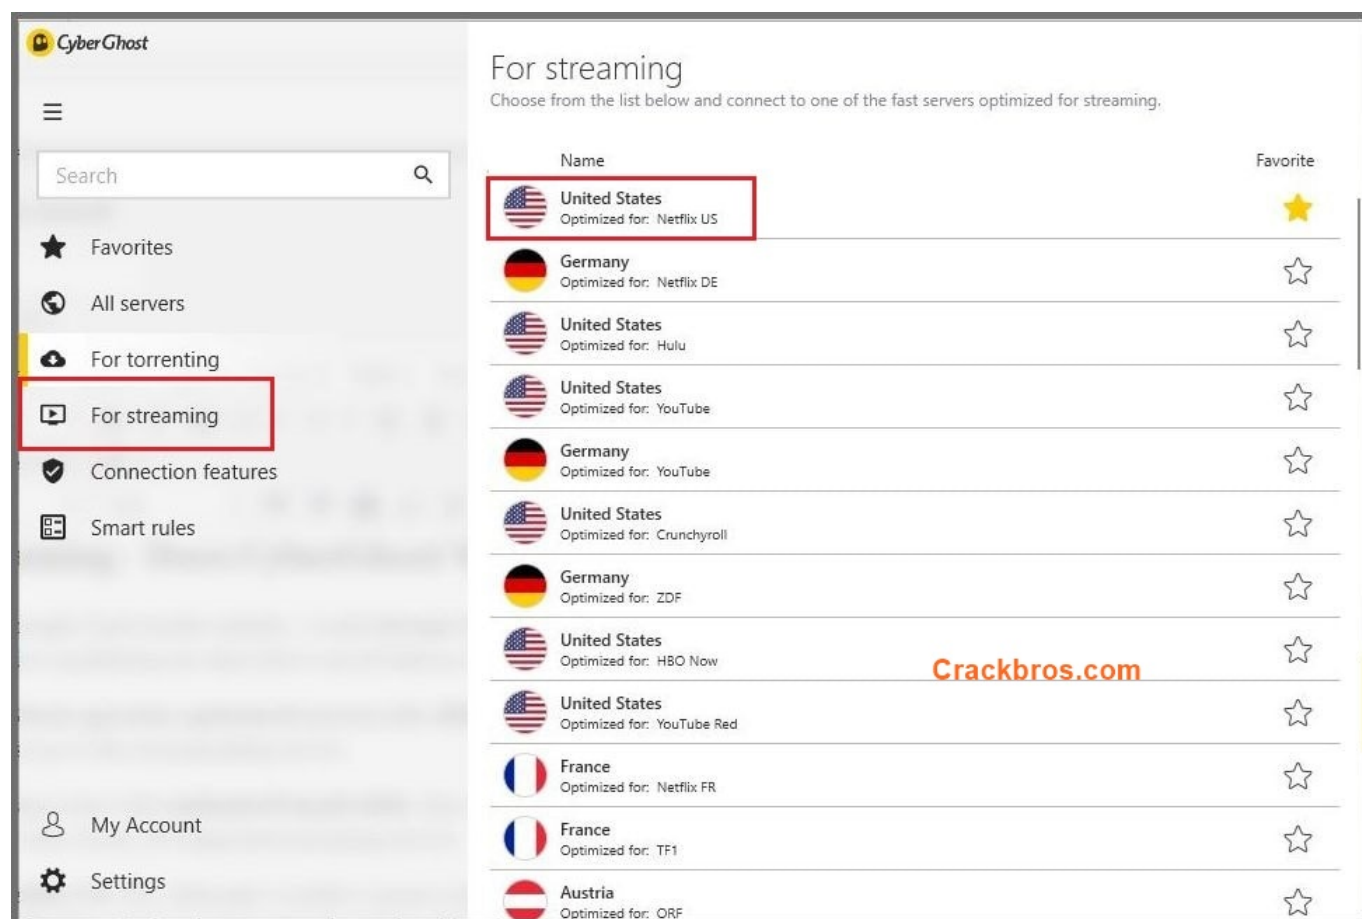 CyberGhost
Search
Favorites
All servers
For torrenting
For streaming
Connection features
Smart rules
My Account
Settings
For streaming
Choose from the list below and connect to one of the fast servers optimized for streaming.
Name Favorite
United States
Optimized for: Netflix US
Germany
Optimized for: Netflix DE
United States
Optimized for: Hulu
United States
Optimized for: YouTube
Germany
Optimized for: YouTube
United States
Optimized for: Crunchyroll
Germany
Optimized for: ZDF
United States
Optimized for: HBO Now
Crackbros.com
United States
Optimized for: YouTube Red
France
Optimized for: Netflix FR
France
Optimized for: TF1
Austria
Optimized for: ORF